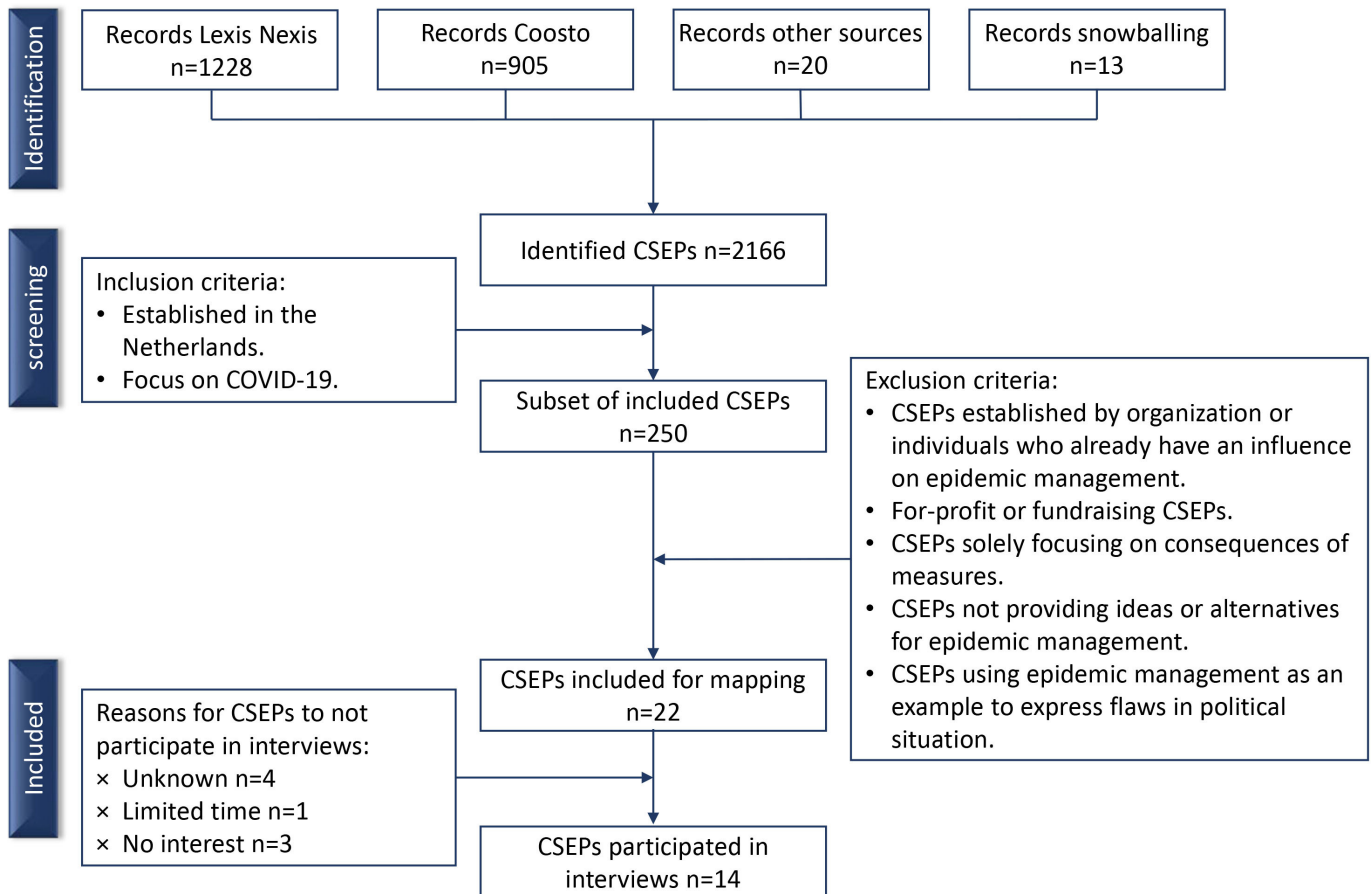 Identification
Records Lexis Nexis
n=1228
Records Coosto
n=905
Records other sources
n=20
Records snowballing
n=13
screening
Identified CSEPs n=2166
Inclusion criteria:
• Established in the
Netherlands.
• Focus on COVID-19.
Subset of included CSEPs
n=250
Exclusion criteria:
• CSEPs established by organization or
individuals who already have an influence
on epidemic management.
• For-profit or fundraising CSEPs.
• CSEPs solely focusing on consequences of
measures.
• CSEPs not providing ideas or alternatives
for epidemic management.
• CSEPs using epidemic management as an
example to express flaws in political
situation.
Included
CSEPs included for mapping
n=22
Reasons for CSEPs to not
participate in interviews:
× Unknown n=4
× Limited time n=1
× No interest n=3
CSEPs participated in
interviews n=14